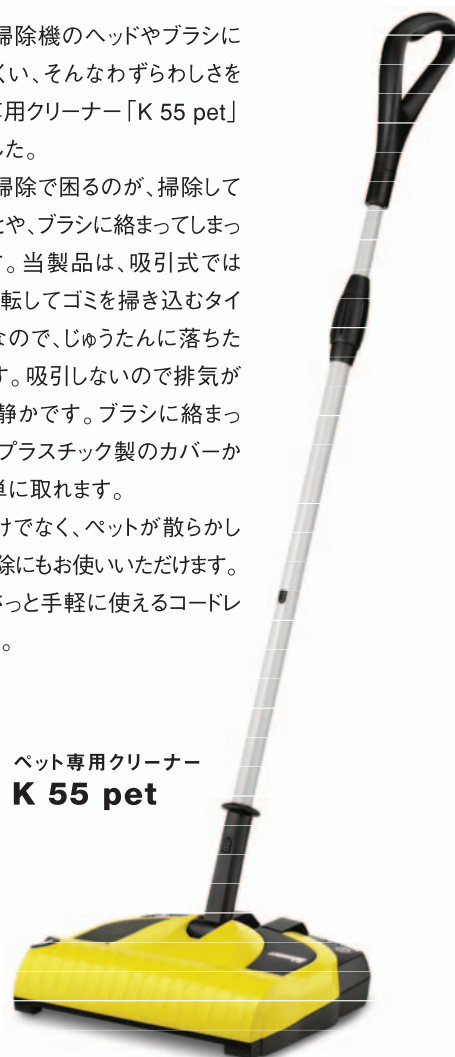 掃除機のヘッドやブラシに
くい、そんなわずらわしさを
専用クリーナー「K 55 pet」
した。
掃除で困るのが、掃除して
とや、ブラシに絡まってしまっ
す。当製品は、吸引式では
転してゴミを掃き込むタイ
なので、じゅうたんに落ちた
す。吸引しないので排気が
静かです。ブラシに絡まっ
プラスチック製のカバーか
単に取れます。
けでなく、ペットが散らかし
除にもお使いいただけます。
さっと手軽に使えるコードレ
。
ペット専用クリーナー
K 55 pet